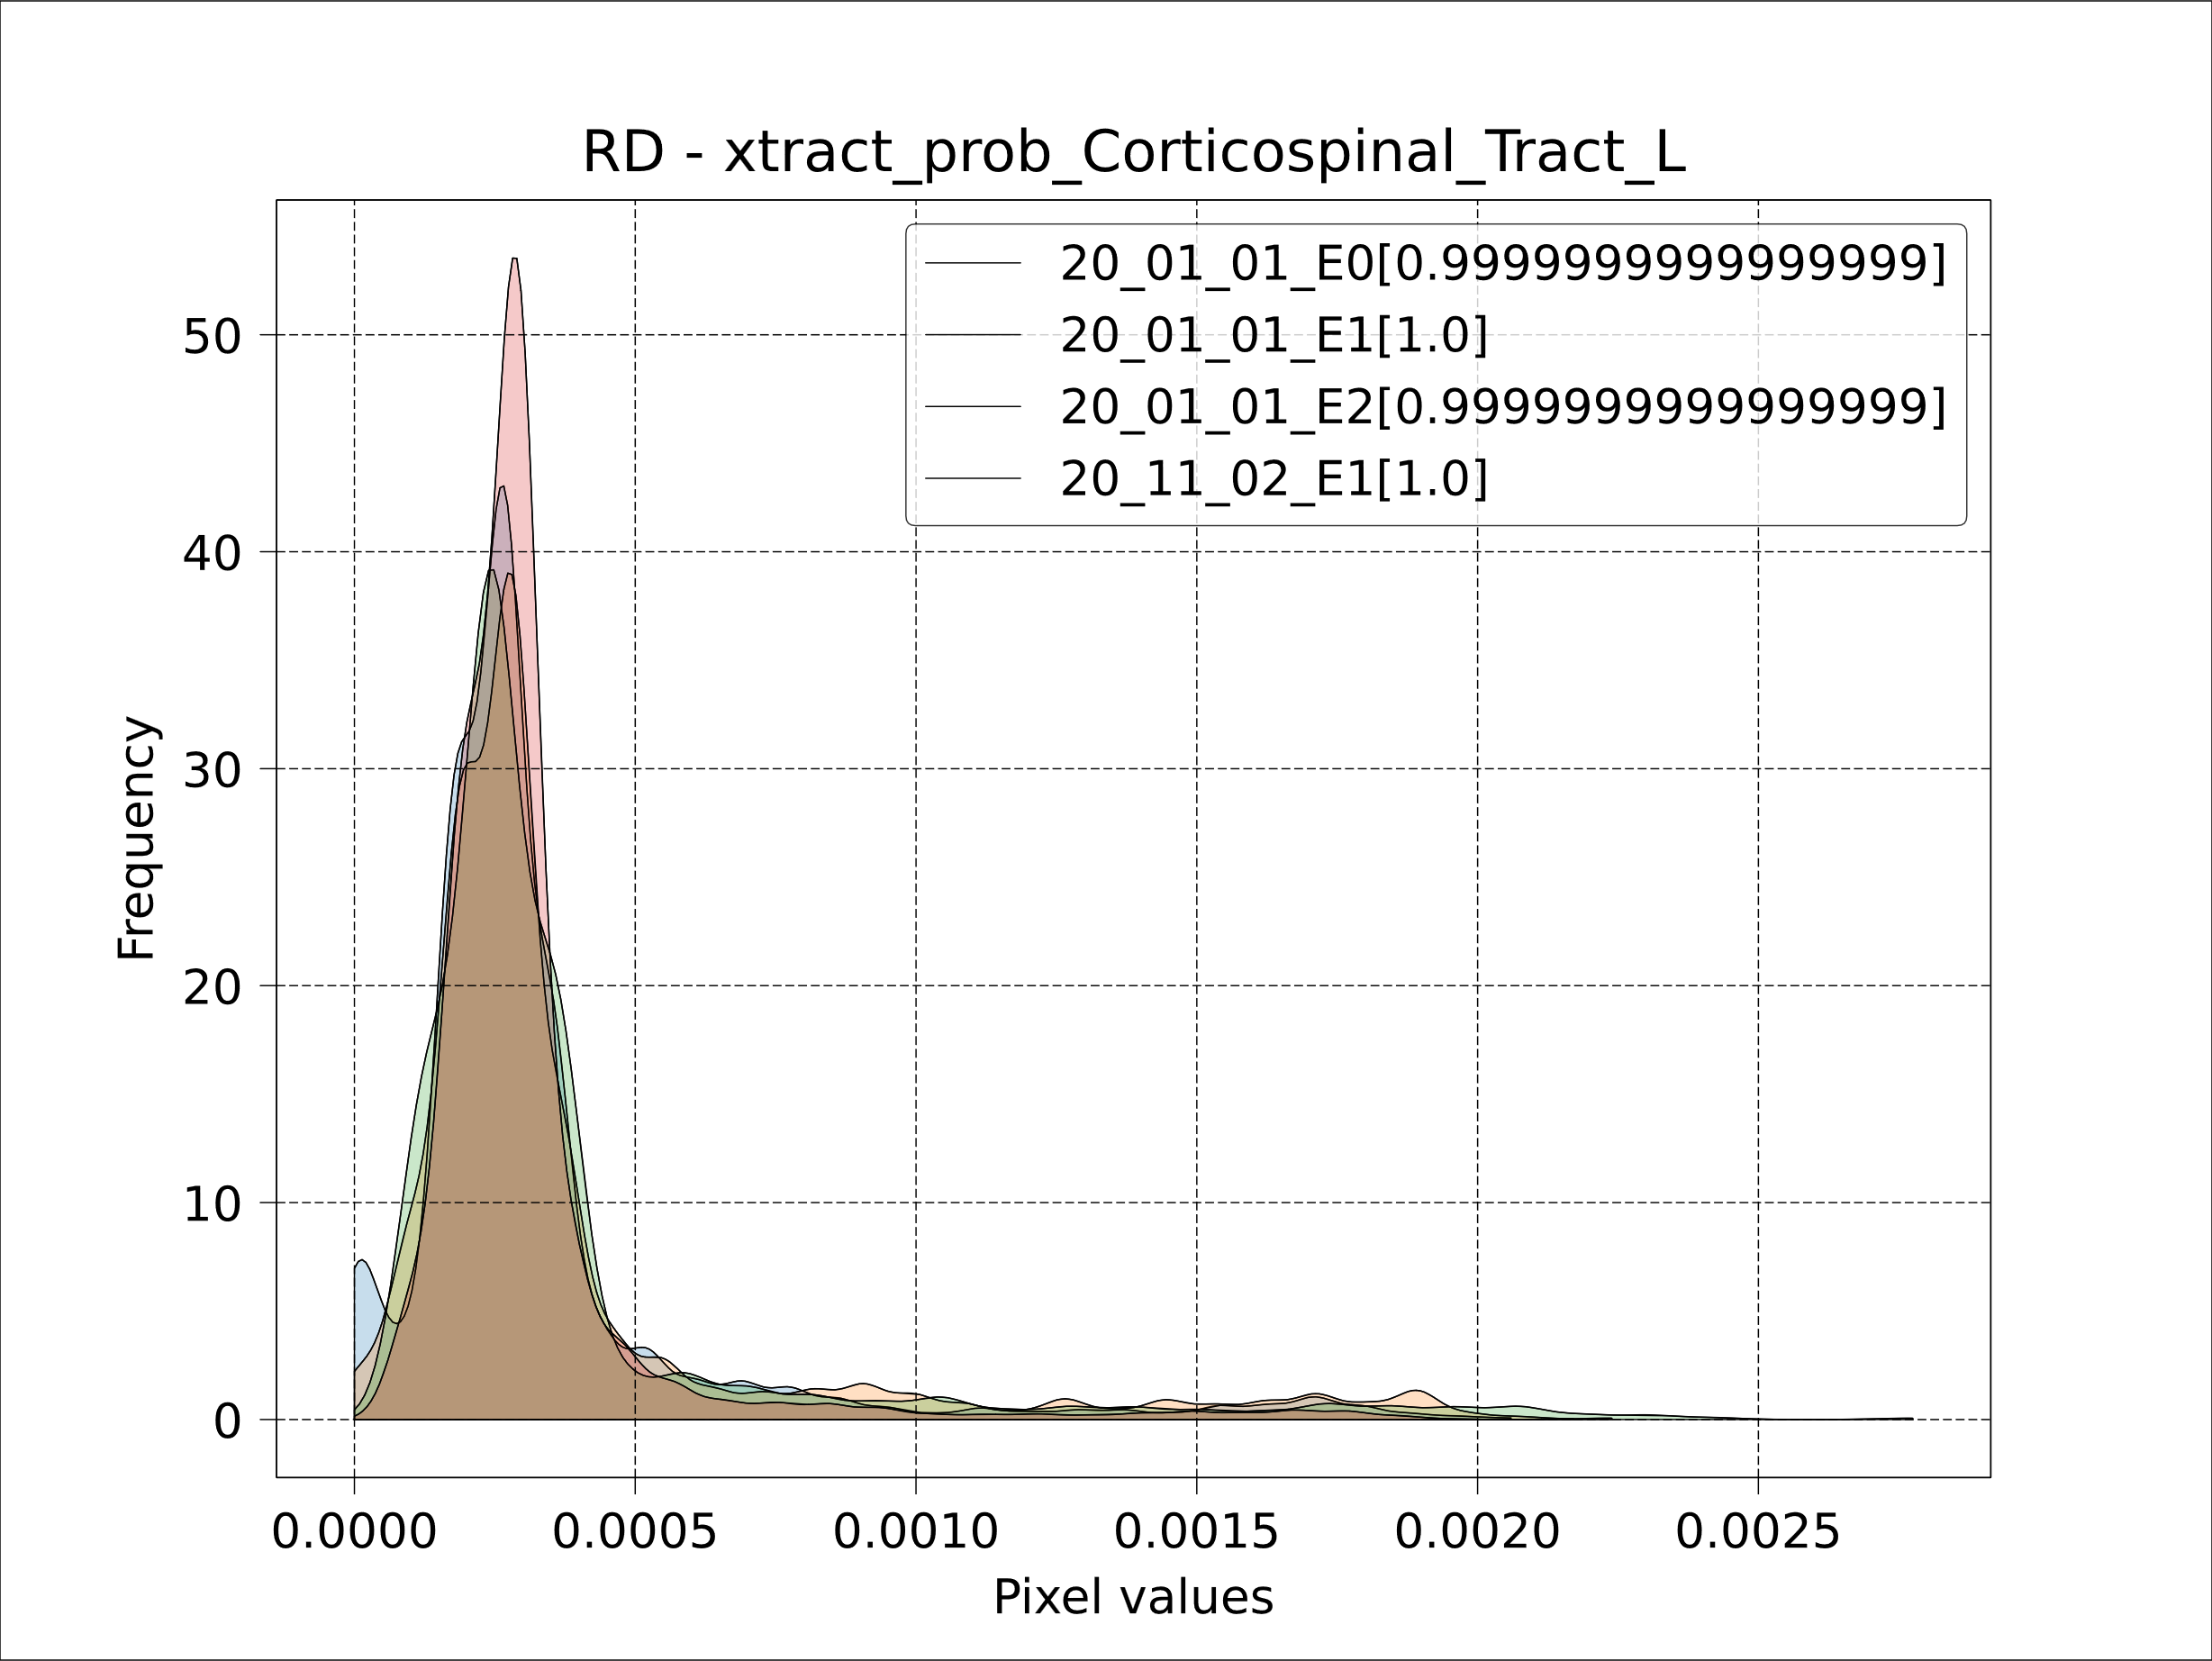 RD - xtract_prob_Corticospinal_Tract_L
20_01_01_E0[0.9999999999999999]
20_01_01_E1[1.0]
20_01_01_E2[0.9999999999999999]
20_11_02_E1[1.0]
Frequency
50
40
30
20
10
0
0.0000 0.0005 0.0010 0.0015 0.0020 0.0025
Pixel values